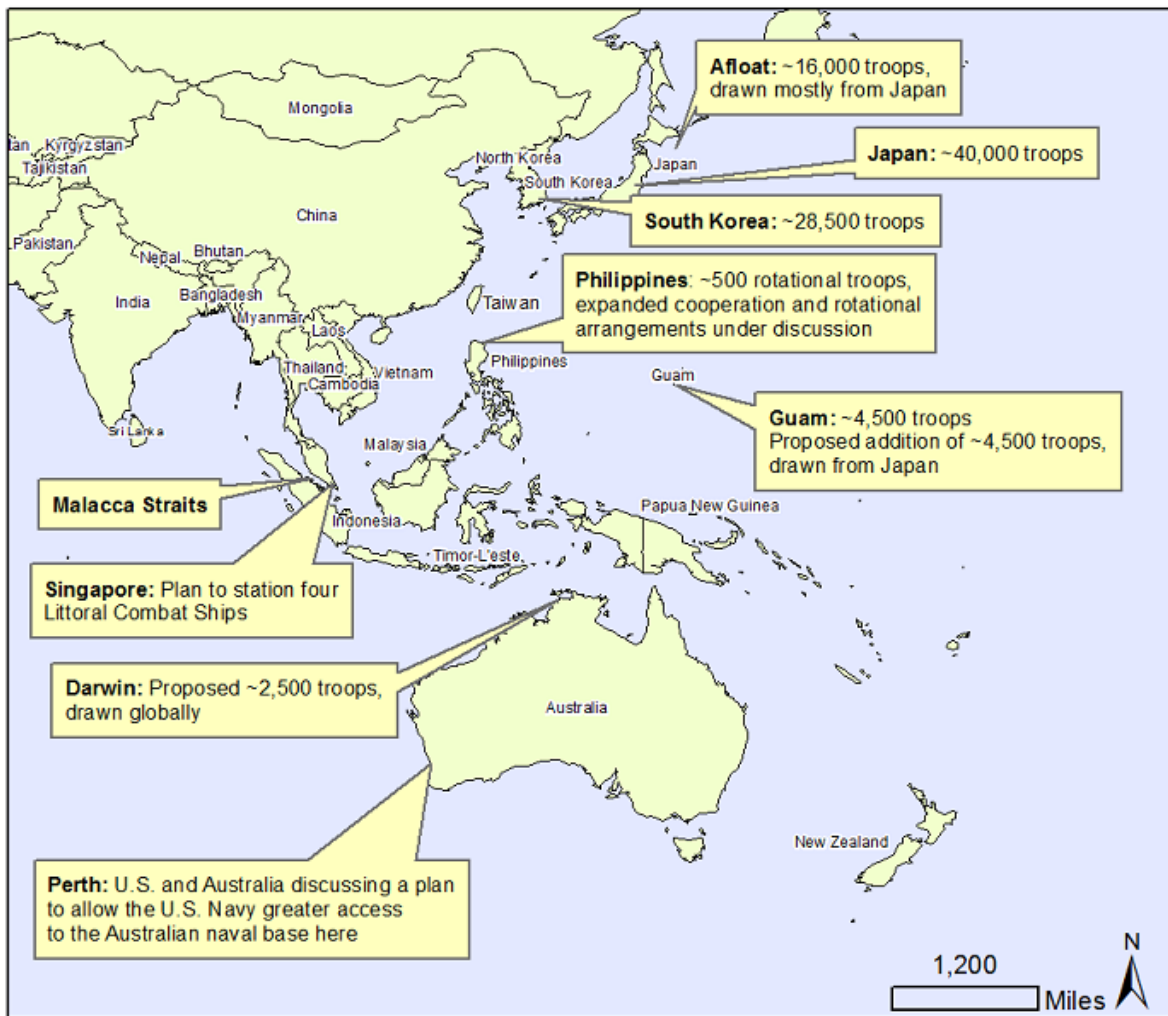 Afloat: ~16,000 troops,
drawn mostly from Japan
Mongolia
tan
Kyrgyzstan
Tajikistan
North Korea
Japan
Japan: ~40,000 troops
South Korea
China
South Korea: ~28,500 troops
Pakistan
Nepal
Bhutan
India
Bangladesh
Myanmar
Taiwan
Philippines: ~500 rotational troops,
expanded cooperation and rotational
arrangements under discussion
Laos
Thailand
Cambodia
Vietnam
Philippines
Guam
Sri Lanka
Malaysia
Guam: ~4,500 troops
Proposed addition of ~4,500 troops,
drawn from Japan
Malacca Straits
Indonesia
Papua New Guinea
Timor-L'este
Singapore: Plan to station four
Littoral Combat Ships
Darwin: Proposed ~2,500 troops,
drawn globally
Australia
New Zealand
Perth: U.S. and Australia discussing a plan
to allow the U.S. Navy greater access
to the Australian naval base here
N
1,200
Miles